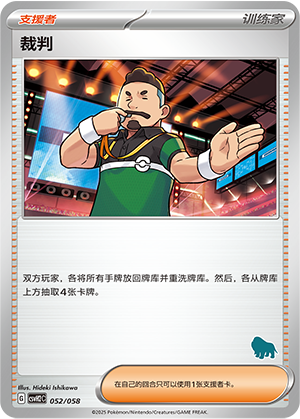 支援者
训练家
裁判
双方玩家，各将所有手牌放回牌库并重洗牌库。然后，各从牌库
上方抽取4张卡牌。
Illus. Hideki Ishikawa
G 052/058
在自己的回合只可以使用1张支援者卡。
©2025 Pokémon/Nintendo/Creatures/GAME FREAK.